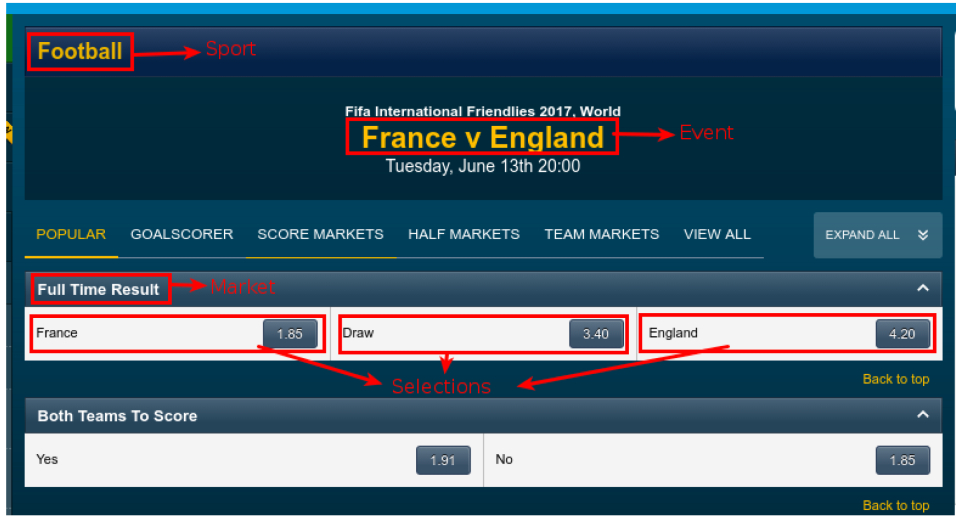 Football
Sport
Fifa International Friendlies 2017, World
France v England
Event
Tuesday, June 13th 20:00
POPULAR GOALSCORER SCORE MARKETS HALF MARKETS TEAM MARKETS VIEW ALL EXPAND ALL
Full Time Result
Market
France 1.85 Draw 3.40 England 4.20
Selections
Back to top
Both Teams To Score
Yes 1.91 No 1.85
Back to top